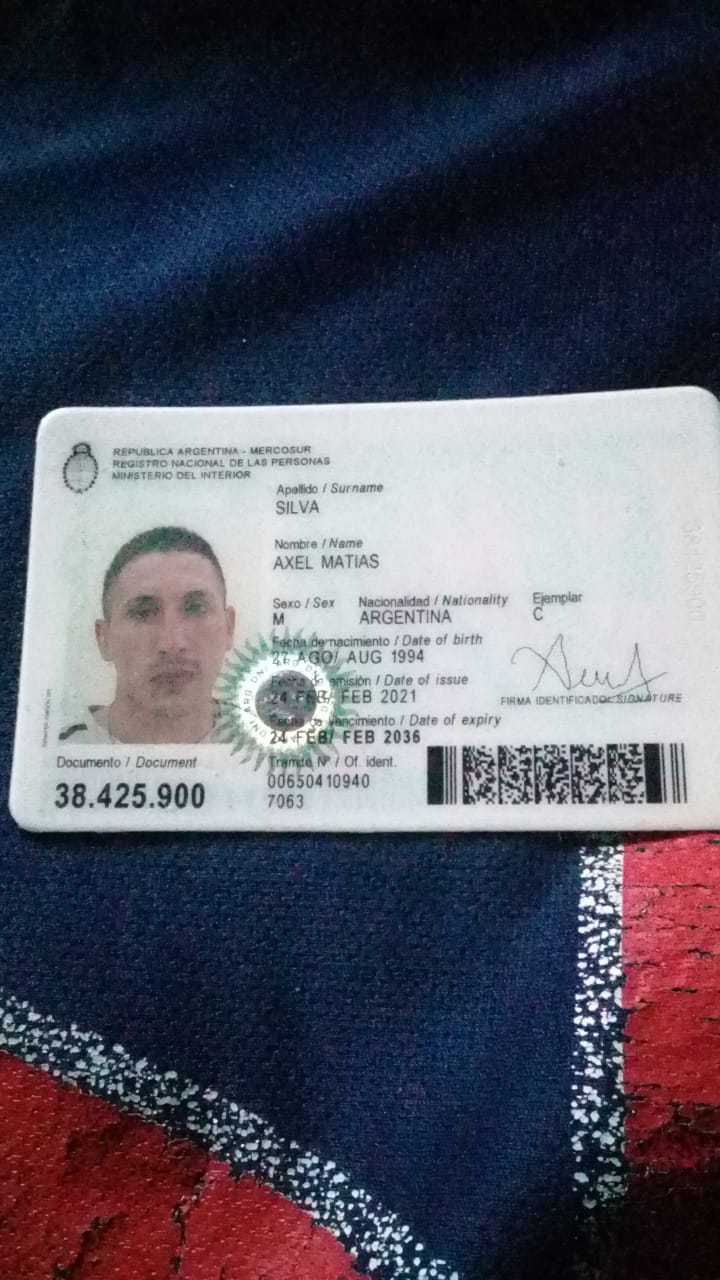 REPUBLICA ARGENTINA - MERCOSUR
REGISTRO NACIONAL DE LAS PERSONAS
MINISTERIO DEL INTERIOR
Apellido / Surname
SILVA
Nombre / Name
AXEL MATIAS
Sexo / Sex Nacionalidad / Nationality Ejemplar
M ARGENTINA C
Fecha de nacimiento / Date of birth
27 AGO/ AUG 1994
Fecha de emisión / Date of issue
24 FEB/ FEB 2021
FIRMA IDENTIFICADO / SIGNATURE
Fecha de vencimiento / Date of expiry
24 FEB/ FEB 2036
Documento / Document
38.425.900
Trámite Nº / Of. ident.
00650410940
7063